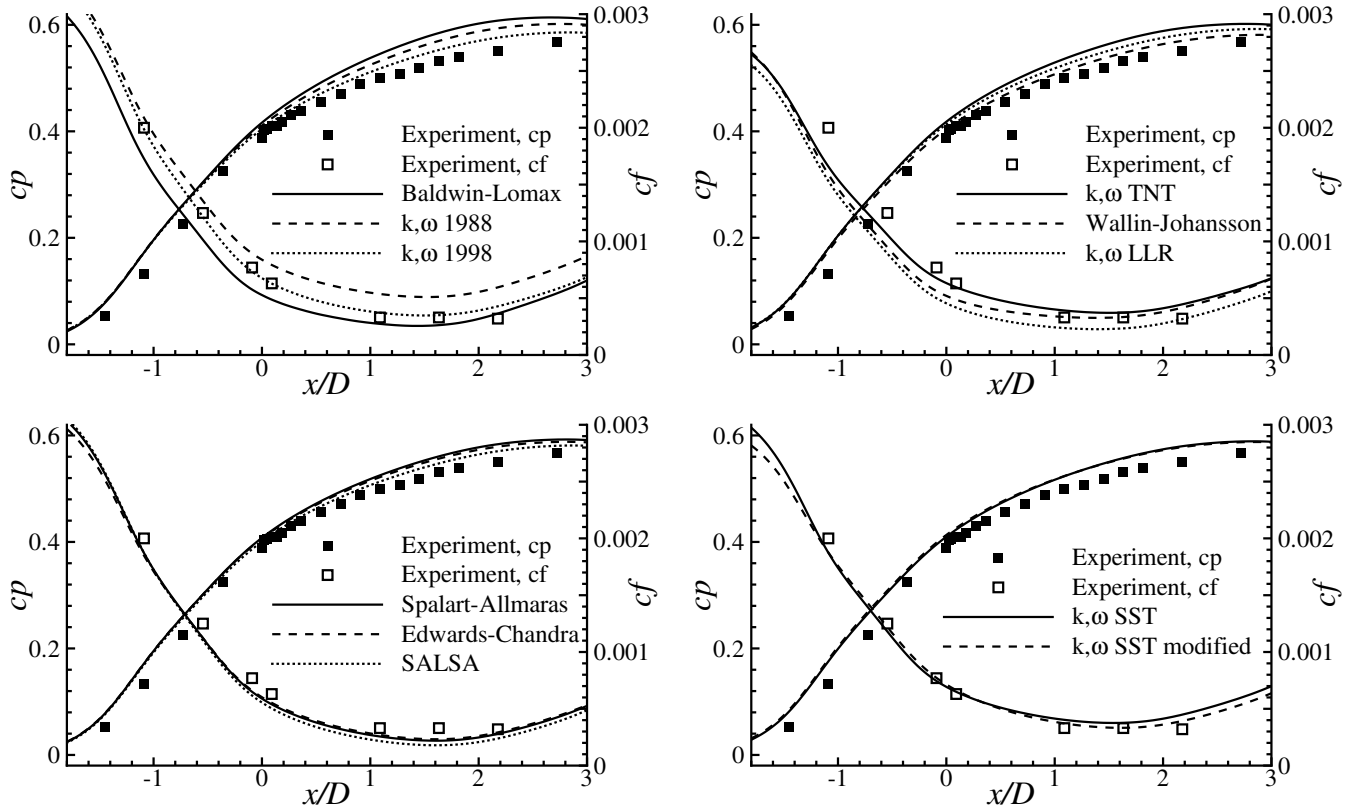 0.6
0.4
0.2
0
cp
0.003
0.002
0.001
0
cf
-1 0 1 2 3
x/D
Experiment, cp
Experiment, cf
Baldwin-Lomax
k,ω 1988
k,ω 1998
0.6
0.4
0.2
0
cp
0.003
0.002
0.001
0
cf
-1 0 1 2 3
x/D
Experiment, cp
Experiment, cf
k,ω TNT
Wallin-Johansson
k,ω LLR
0.6
0.4
0.2
0
cp
0.003
0.002
0.001
0
cf
-1 0 1 2 3
x/D
Experiment, cp
Experiment, cf
Spalart-Allmaras
Edwards-Chandra
SALSA
0.6
0.4
0.2
0
cp
0.003
0.002
0.001
0
cf
-1 0 1 2 3
x/D
Experiment, cp
Experiment, cf
k,ω SST
k,ω SST modified